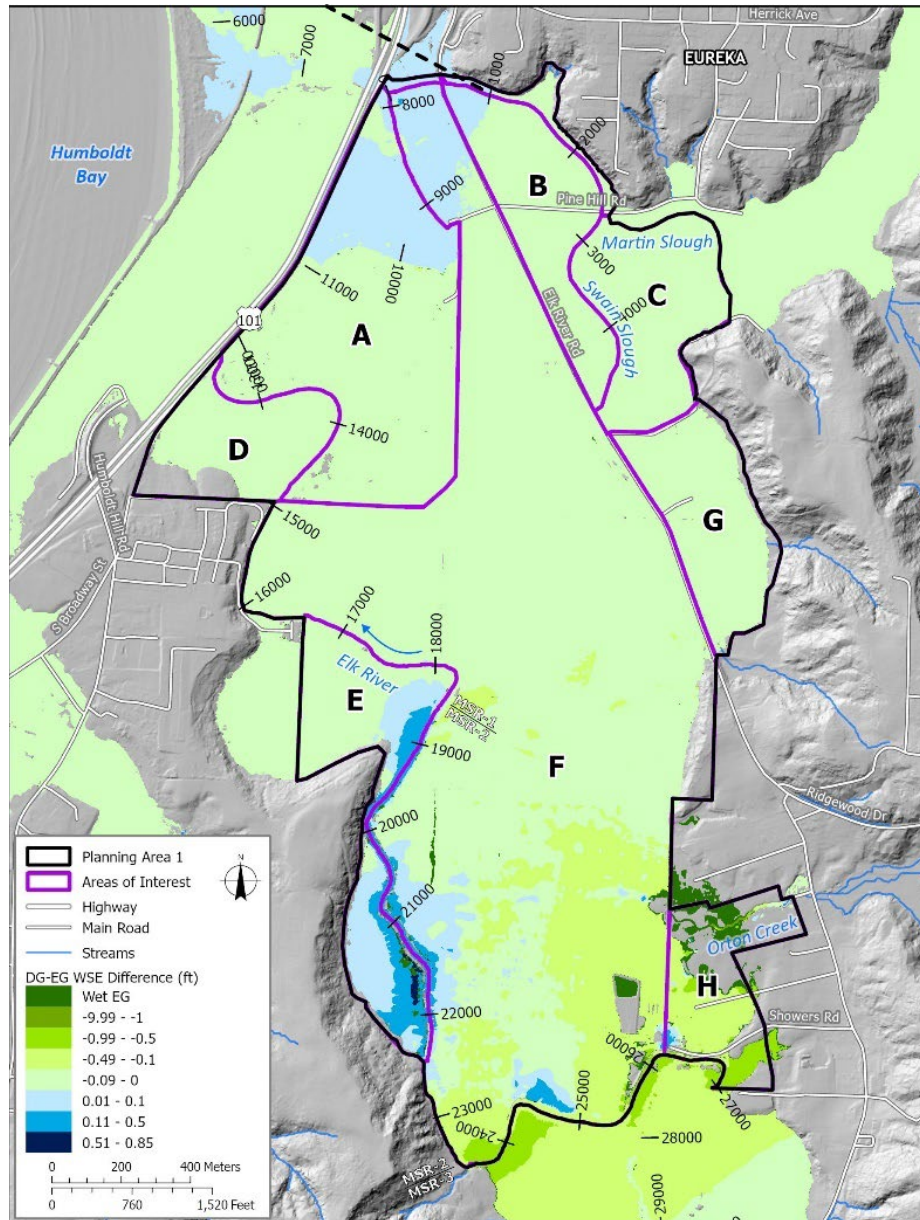 Herrick Ave
6000
7000
EUREKA
1000
8000
2000
Humboldt
Bay
B
9000
Pine Hill Rd
Martin Slough
3000
10000
11000
C
Swain Slough
4000
Elk River Rd
101
A
14000
D
G
Humboldt Hill Rd
15000
S Broadway St
16000
17000
18000
Elk River
E
MSR-1
MSR-2
19000
F
Ridgewood Dr
20000
21000
Orton Creek
H
22000
Showers Rd
26000
25000
27000
23000
24000
28000
MSR-2
MSR-3
29000
Planning Area 1
Areas of Interest
N
Highway
Main Road
Streams
DG-EG WSE Difference (ft)
Wet EG
-9.99 - -1
-0.99 - -0.5
-0.49 - -0.1
-0.09 - 0
0.01 - 0.1
0.11 - 0.5
0.51 - 0.85
0 200 400 Meters
0 760 1,520 Feet